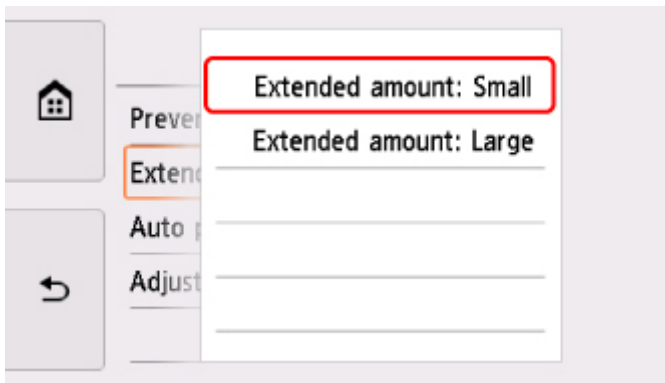 Extended amount: Small
Extended amount: Large
Prever
Extend
Auto p
Adjust